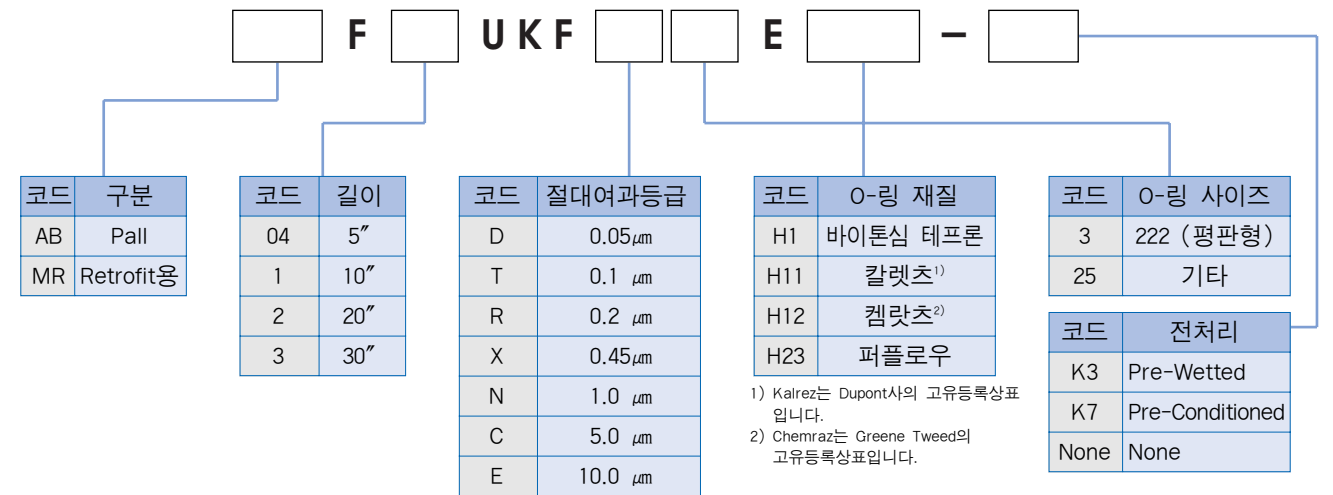 F UKF E –
코드 구분
AB Pall
MR Retrofit용
코드 길이
04 5″
1 10″
2 20″
3 30″
코드 절대여과등급
D 0.05㎛
T 0.1 ㎛
R 0.2 ㎛
X 0.45㎛
N 1.0 ㎛
C 5.0 ㎛
E 10.0 ㎛
코드 O-링 재질
H1 바이톤심 테프론
H11 칼렛츠1)
H12 켐랏츠2)
H23 퍼플로우
1) Kalrez는 Dupont사의 고유등록상표
입니다.
2) Chemraz는 Greene Tweed의
고유등록상표입니다.
코드 O-링 사이즈
3 222 (평판형)
25 기타
코드 전처리
K3 Pre-Wetted
K7 Pre-Conditioned
None None